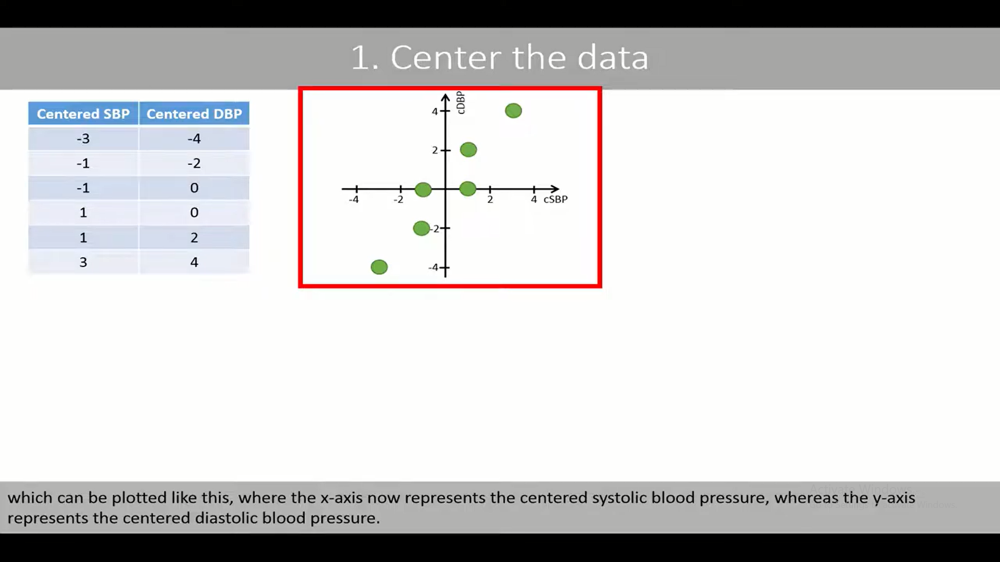 1. Center the data
Centered SBP Centered DBP
-3 -4
-1 -2
-1 0
1 0
1 2
3 4
cDBP
4
2
-4 -2 2 4 cSBP
-2
-4
which can be plotted like this, where the x-axis now represents the centered systolic blood pressure, whereas the y-axis
represents the centered diastolic blood pressure.
Activate Windows
Go to Settings to activate Windows.